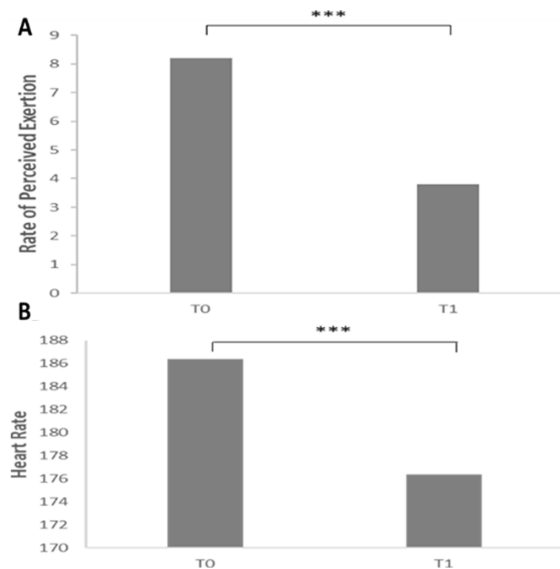 A
***
Rate of Perceived Exertion
9
8
7
6
5
4
3
2
1
0
T0
T1
B
***
Heart Rate
188
186
184
182
180
178
176
174
172
170
T0
T1